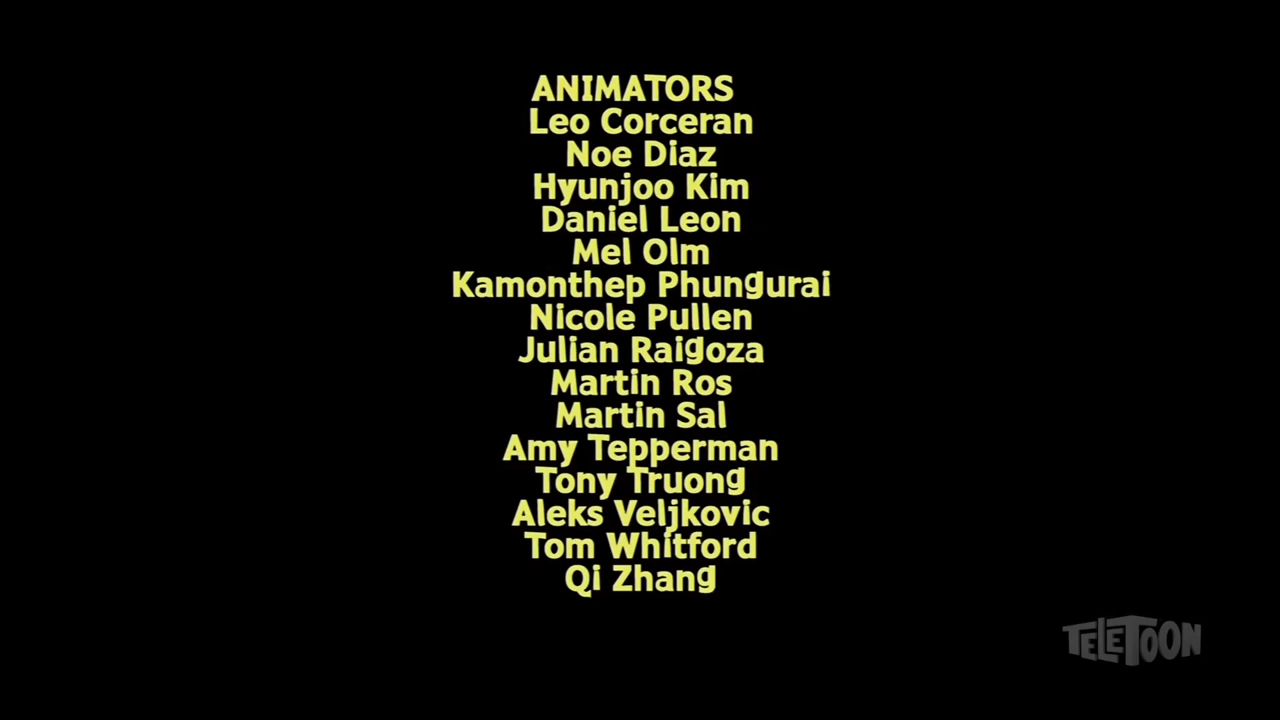 ANIMATORS
Leo Corceran
Noe Diaz
Hyunjoo Kim
Daniel Leon
Mel Olm
Kamonthep Phungurai
Nicole Pullen
Julian Raigoza
Martin Ros
Martin Sal
Amy Tepperman
Tony Truong
Aleks Veljkovic
Tom Whitford
Qi Zhang
TELETOON